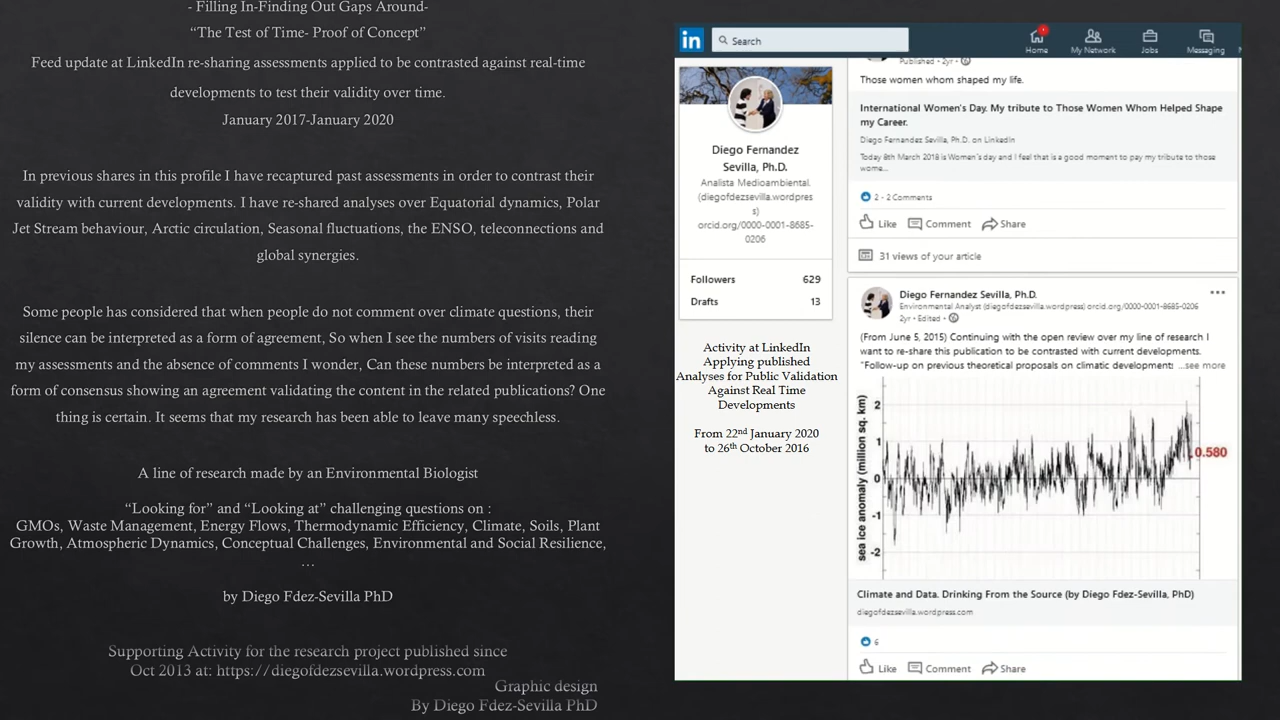 - Filling In-Finding Out Gaps Around-
“The Test of Time- Proof of Concept”
Feed update at LinkedIn re-sharing assessments applied to be contrasted against real-time
developments to test their validity over time.
January 2017-January 2020
In previous shares in this profile I have recaptured past assessments in order to contrast their
validity with current developments. I have re-shared analyses over Equatorial dynamics, Polar
Jet Stream behaviour, Arctic circulation, Seasonal fluctuations, the ENSO, teleconnections and
global synergies.
Some people has considered that when people do not comment over climate questions, their
silence can be interpreted as a form of agreement, So when I see the numbers of visits reading
my assessments and the absence of comments I wonder, Can these numbers be interpreted as a
form of consensus showing an agreement validating the content in the related publications? One
thing is certain. It seems that my research has been able to leave many speechless.
A line of research made by an Environmental Biologist
“Looking for” and “Looking at” challenging questions on :
GMOs, Waste Management, Energy Flows, Thermodynamic Efficiency, Climate, Soils, Plant
Growth, Atmospheric Dynamics, Conceptual Challenges, Environmental and Social Resilience,
…
by Diego Fdez-Sevilla PhD
Supporting Activity for the research project published since
Oct 2013 at: https://diegofdezsevilla.wordpress.com
Graphic design
By Diego Fdez-Sevilla PhD
in
Search
Home
My Network
Jobs
Messaging
Diego Fernandez
Sevilla, Ph.D.
Analista Medioambiental.
(diegofdezsevilla.wordpres
s)
orcid.org/0000-0001-8685-
0206
Followers 629
Drafts 13
Activity at LinkedIn
Applying published
Analyses for Public Validation
Against Real Time
Developments
From 22nd January 2020
to 26th October 2016
Published • 2yr •
Those women whom shaped my life.
International Women's Day. My tribute to Those Women Whom Helped Shape
my Career.
Diego Fernandez Sevilla, Ph.D. on LinkedIn
Today 8th March 2018 is Women's day and I feel that is a good moment to pay my tribute to those
wome...
2 • 2 Comments
Like Comment Share
31 views of your article
Diego Fernandez Sevilla, Ph.D.
Environmental Analyst (diegofdezsevilla.wordpress) orcid.org/0000-0001-8685-0206
2yr • Edited •
(From June 5, 2015) Continuing with the open review over my line of research I
want to re-share this publication to be contrasted with current developments.
"Follow-up on previous theoretical proposals on climatic development: ...see more
sea ice anomaly (million sq. km)
2
1
0
-1
-2
0.580
Climate and Data. Drinking From the Source (by Diego Fdez-Sevilla, PhD)
diegofdezsevilla.wordpress.com
6
Like Comment Share